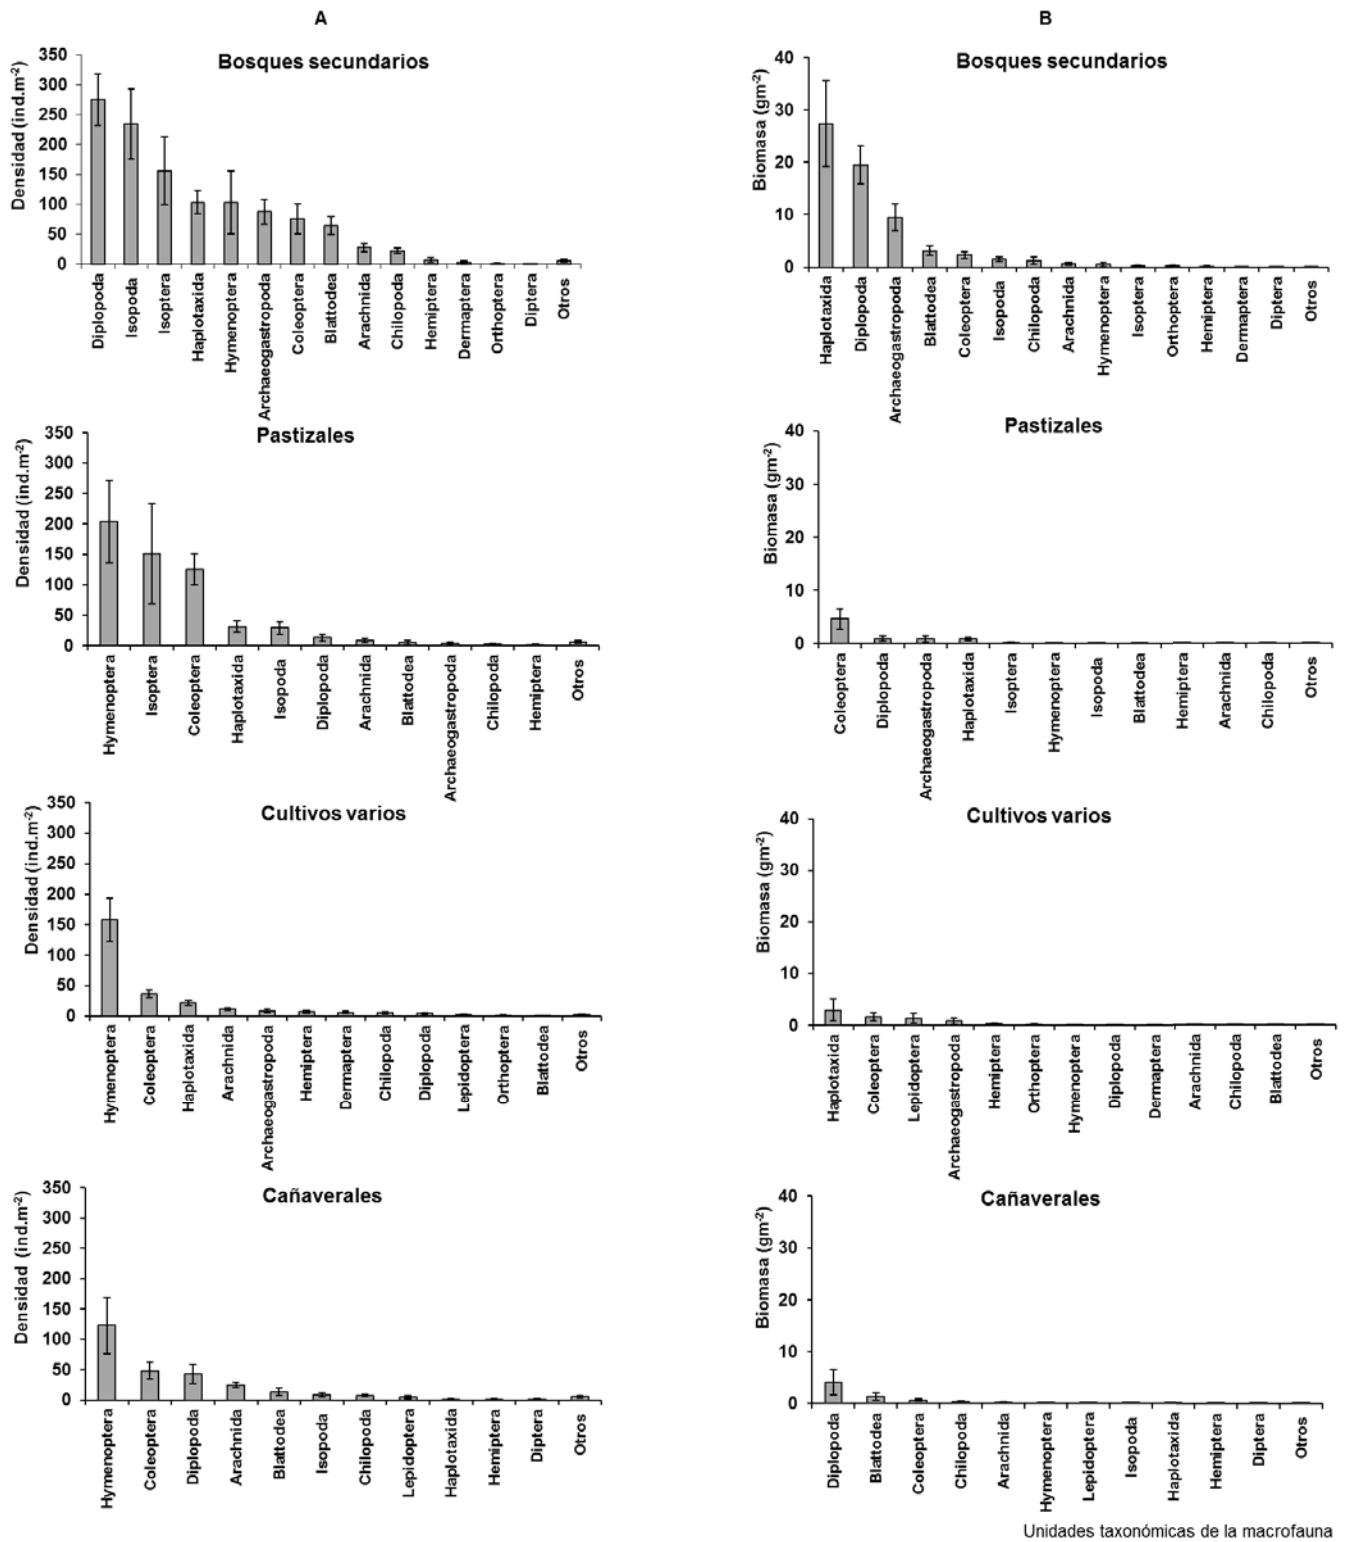 A
Bosques secundarios
Densidad (ind.m-2)
350
300
250
200
150
100
50
0
Diplopoda
Isopoda
Isoptera
Haplotaxida
Hymenoptera
Archaeogastropoda
Coleoptera
Blattodea
Arachnida
Chilopoda
Hemiptera
Dermaptera
Orthoptera
Diptera
Otros
Pastizales
Densidad (ind.m-2)
350
300
250
200
150
100
50
0
Hymenoptera
Isoptera
Coleoptera
Haplotaxida
Isopoda
Diplopoda
Arachnida
Blattodea
Archaeogastropoda
Chilopoda
Hemiptera
Otros
Cultivos varios
Densidad (ind.m-2)
350
300
250
200
150
100
50
0
Hymenoptera
Coleoptera
Haplotaxida
Arachnida
Archaeogastropoda
Hemiptera
Dermaptera
Chilopoda
Diplopoda
Lepidoptera
Orthoptera
Blattodea
Otros
Cañaverales
Densidad (ind.m-2)
350
300
250
200
150
100
50
0
Hymenoptera
Coleoptera
Diplopoda
Arachnida
Blattodea
Isopoda
Chilopoda
Lepidoptera
Haplotaxida
Hemiptera
Diptera
Otros
B
Bosques secundarios
Biomasa (gm-2)
40
30
20
10
0
Haplotaxida
Diplopoda
Archaeogastropoda
Blattodea
Coleoptera
Isopoda
Chilopoda
Arachnida
Hymenoptera
Isoptera
Orthoptera
Hemiptera
Dermaptera
Diptera
Otros
Pastizales
Biomasa (gm-2)
40
30
20
10
0
Coleoptera
Diplopoda
Archaeogastropoda
Haplotaxida
Isoptera
Hymenoptera
Isopoda
Blattodea
Hemiptera
Arachnida
Chilopoda
Otros
Cultivos varios
Biomasa (gm-2)
40
30
20
10
0
Haplotaxida
Coleoptera
Lepidoptera
Archaeogastropoda
Hemiptera
Orthoptera
Hymenoptera
Diplopoda
Dermaptera
Arachnida
Chilopoda
Blattodea
Otros
Cañaverales
Biomasa (gm-2)
40
30
20
10
0
Diplopoda
Blattodea
Coleoptera
Chilopoda
Arachnida
Hymenoptera
Lepidoptera
Isopoda
Haplotaxida
Hemiptera
Diptera
Otros
Unidades taxonómicas de la macrofauna